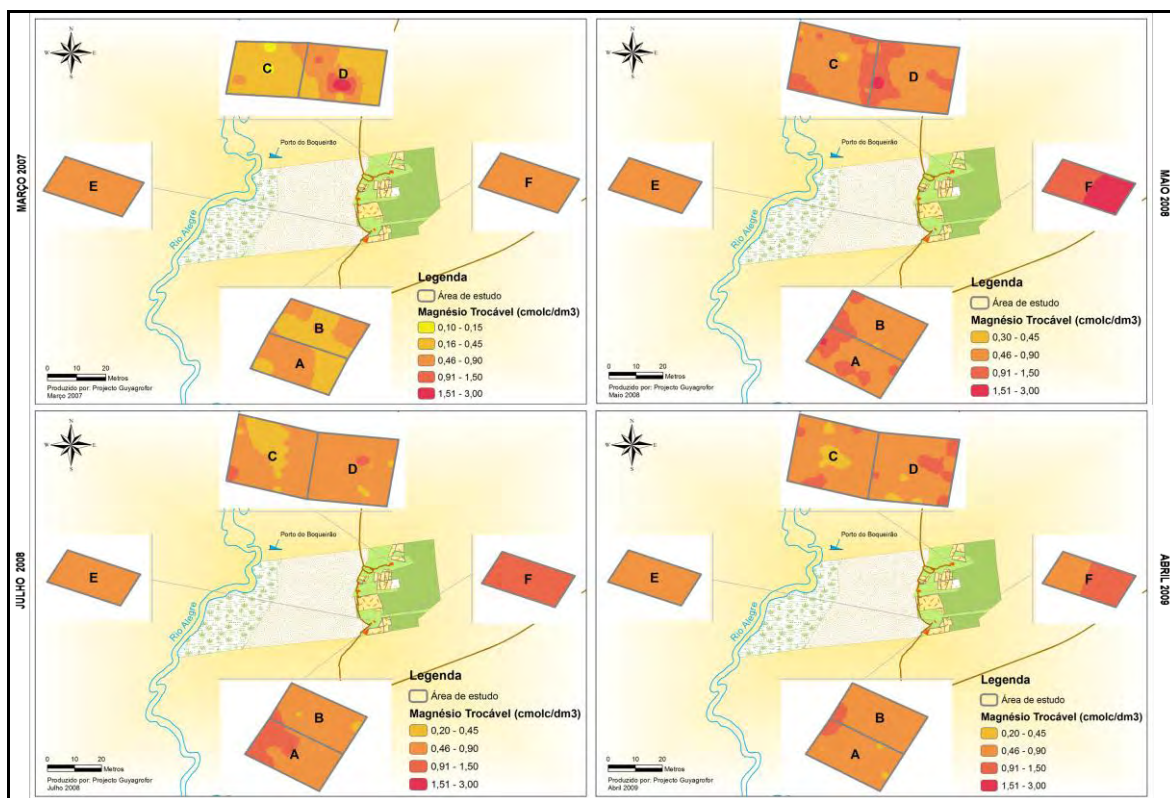 MARÇO 2007
N
W
E
S
C
D
Porto do Boqueirão
E
F
Rio Alegre
B
A
Legenda
Área de estudo
Magnésio Trocável (cmolc/dm3)
0,10 - 0,15
0,16 - 0,45
0,46 - 0,90
0,91 - 1,50
1,51 - 3,00
0 10 20
Metros
Produzido por: Projecto Guyagrofor
Março 2007
MAIO 2008
N
W
E
S
C
D
Porto do Boqueirão
E
F
Rio Alegre
B
A
Legenda
Área de estudo
Magnésio Trocável (cmolc/dm3)
0,30 - 0,45
0,46 - 0,90
0,91 - 1,50
1,51 - 3,00
0 10 20
Metros
Produzido por: Projecto Guyagrofor
Maio 2008
JULHO 2008
N
W
E
S
C
D
Porto do Boqueirão
E
F
Rio Alegre
B
A
Legenda
Área de estudo
Magnésio Trocável (cmolc/dm3)
0,20 - 0,45
0,46 - 0,90
0,91 - 1,50
1,51 - 3,00
0 10 20
Metros
Produzido por: Projecto Guyagrofor
Julho 2008
ABRIL 2009
N
W
E
S
C
D
Porto do Boqueirão
E
F
Rio Alegre
B
A
Legenda
Área de estudo
Magnésio Trocável (cmolc/dm3)
0,20 - 0,45
0,46 - 0,90
0,91 - 1,50
1,51 - 3,00
0 10 20
Metros
Produzido por: Projecto Guyagrofor
Abril 2009